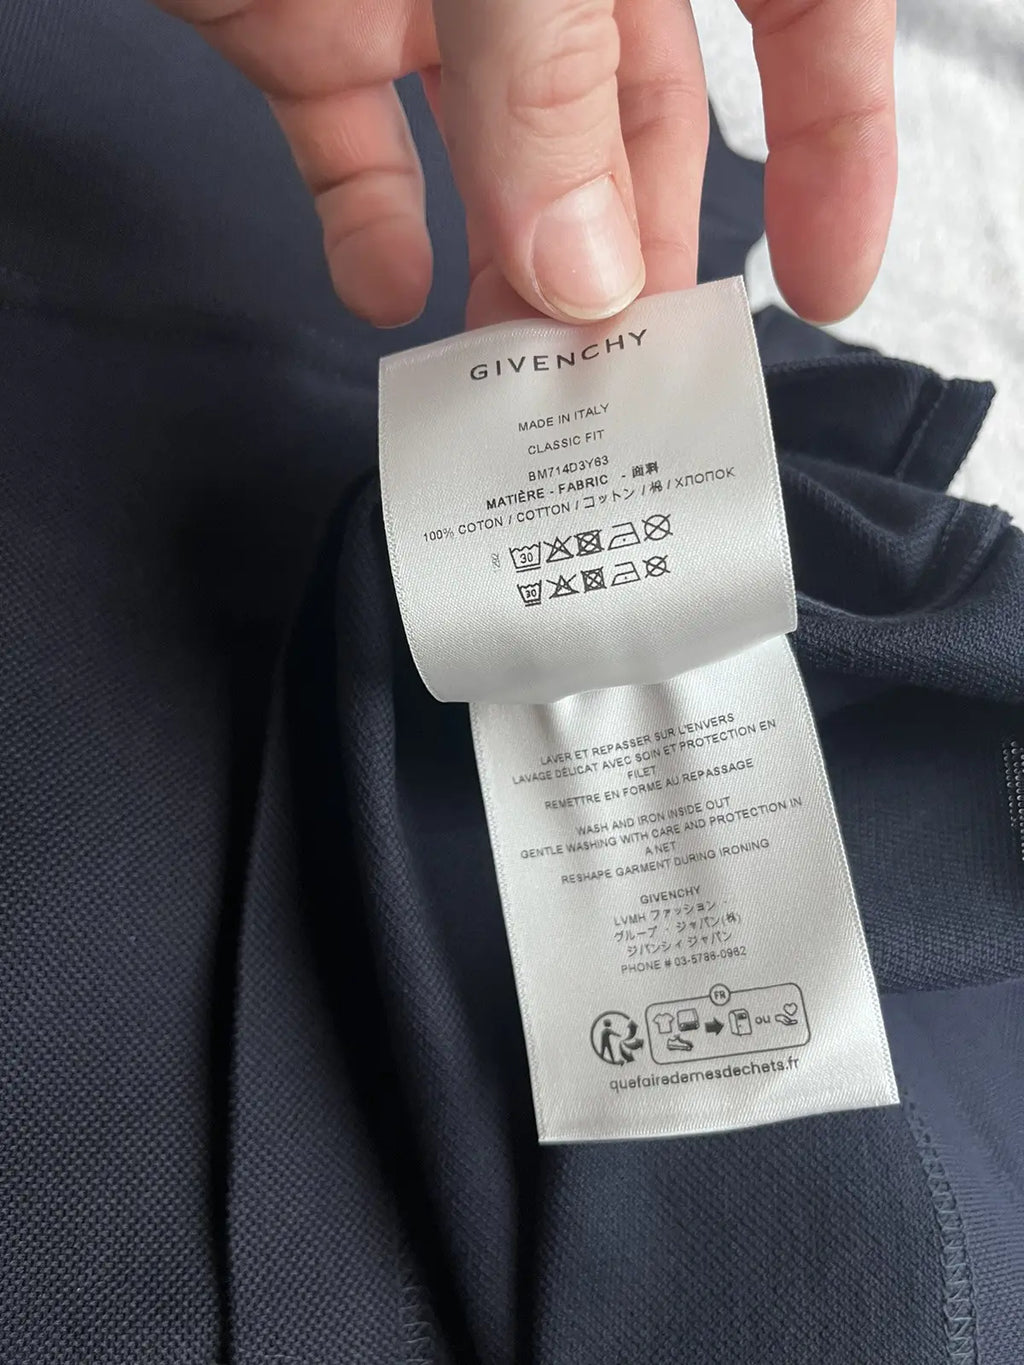 GIVENCHY
MADE IN ITALY
CLASSIC FIT
BM714D3Y63
MATIÈRE - FABRIC - 面料
100% COTON / COTTON / コットン / 棉 / ХЛОПОК
30
30
LAVER ET REPASSER SUR L'ENVERS
LAVAGE DÉLICAT AVEC SOIN ET PROTECTION EN
FILET
REMETTRE EN FORME AU REPASSAGE
WASH AND IRON INSIDE OUT
GENTLE WASHING WITH CARE AND PROTECTION IN
A NET
RESHAPE GARMENT DURING IRONING
GIVENCHY
LVMH ファッション・
グループ・ジャパン(株)
ジバンシィ ジャパン
PHONE # 03-5786-0962
FR
ou
quefairedemesdechets.fr